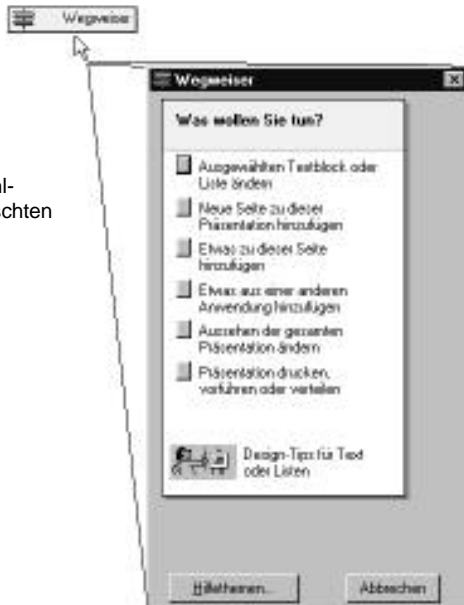 Wegweiser
Wegweiser
Was wollen Sie tun?
Ausgewählten Textblock oder
Liste ändern
Neue Seite zu dieser
Präsentation hinzufügen
Etwas zu dieser Seite
hinzufügen
Etwas aus einer anderen
Anwendung hinzufügen
Aussehen der gesamten
Präsentation ändern
Präsentation drucken,
vorführen oder verteilen
Design-Tips für Text
oder Listen
Hilfethemen...
Abbrechen
l-
schten